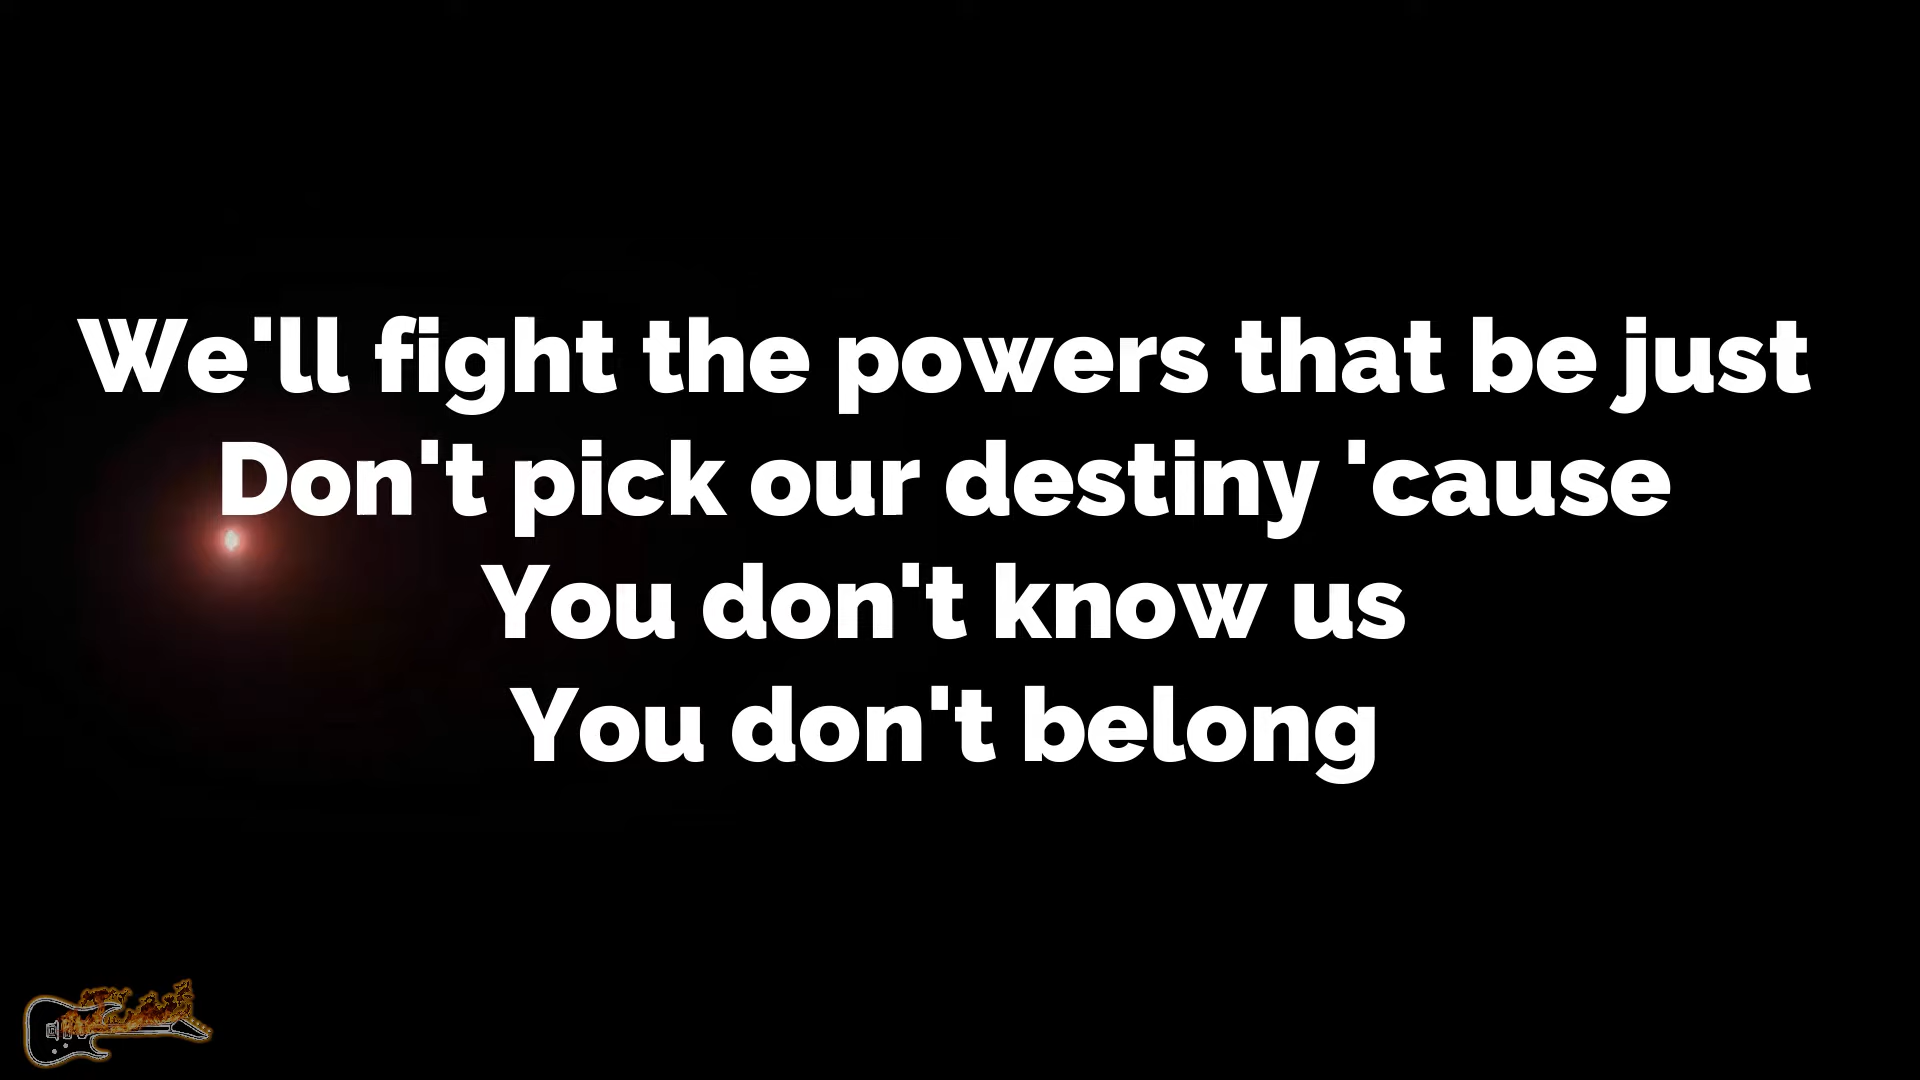 We'll fight the powers that be just
Don't pick our destiny 'cause
You don't know us
You don't belong